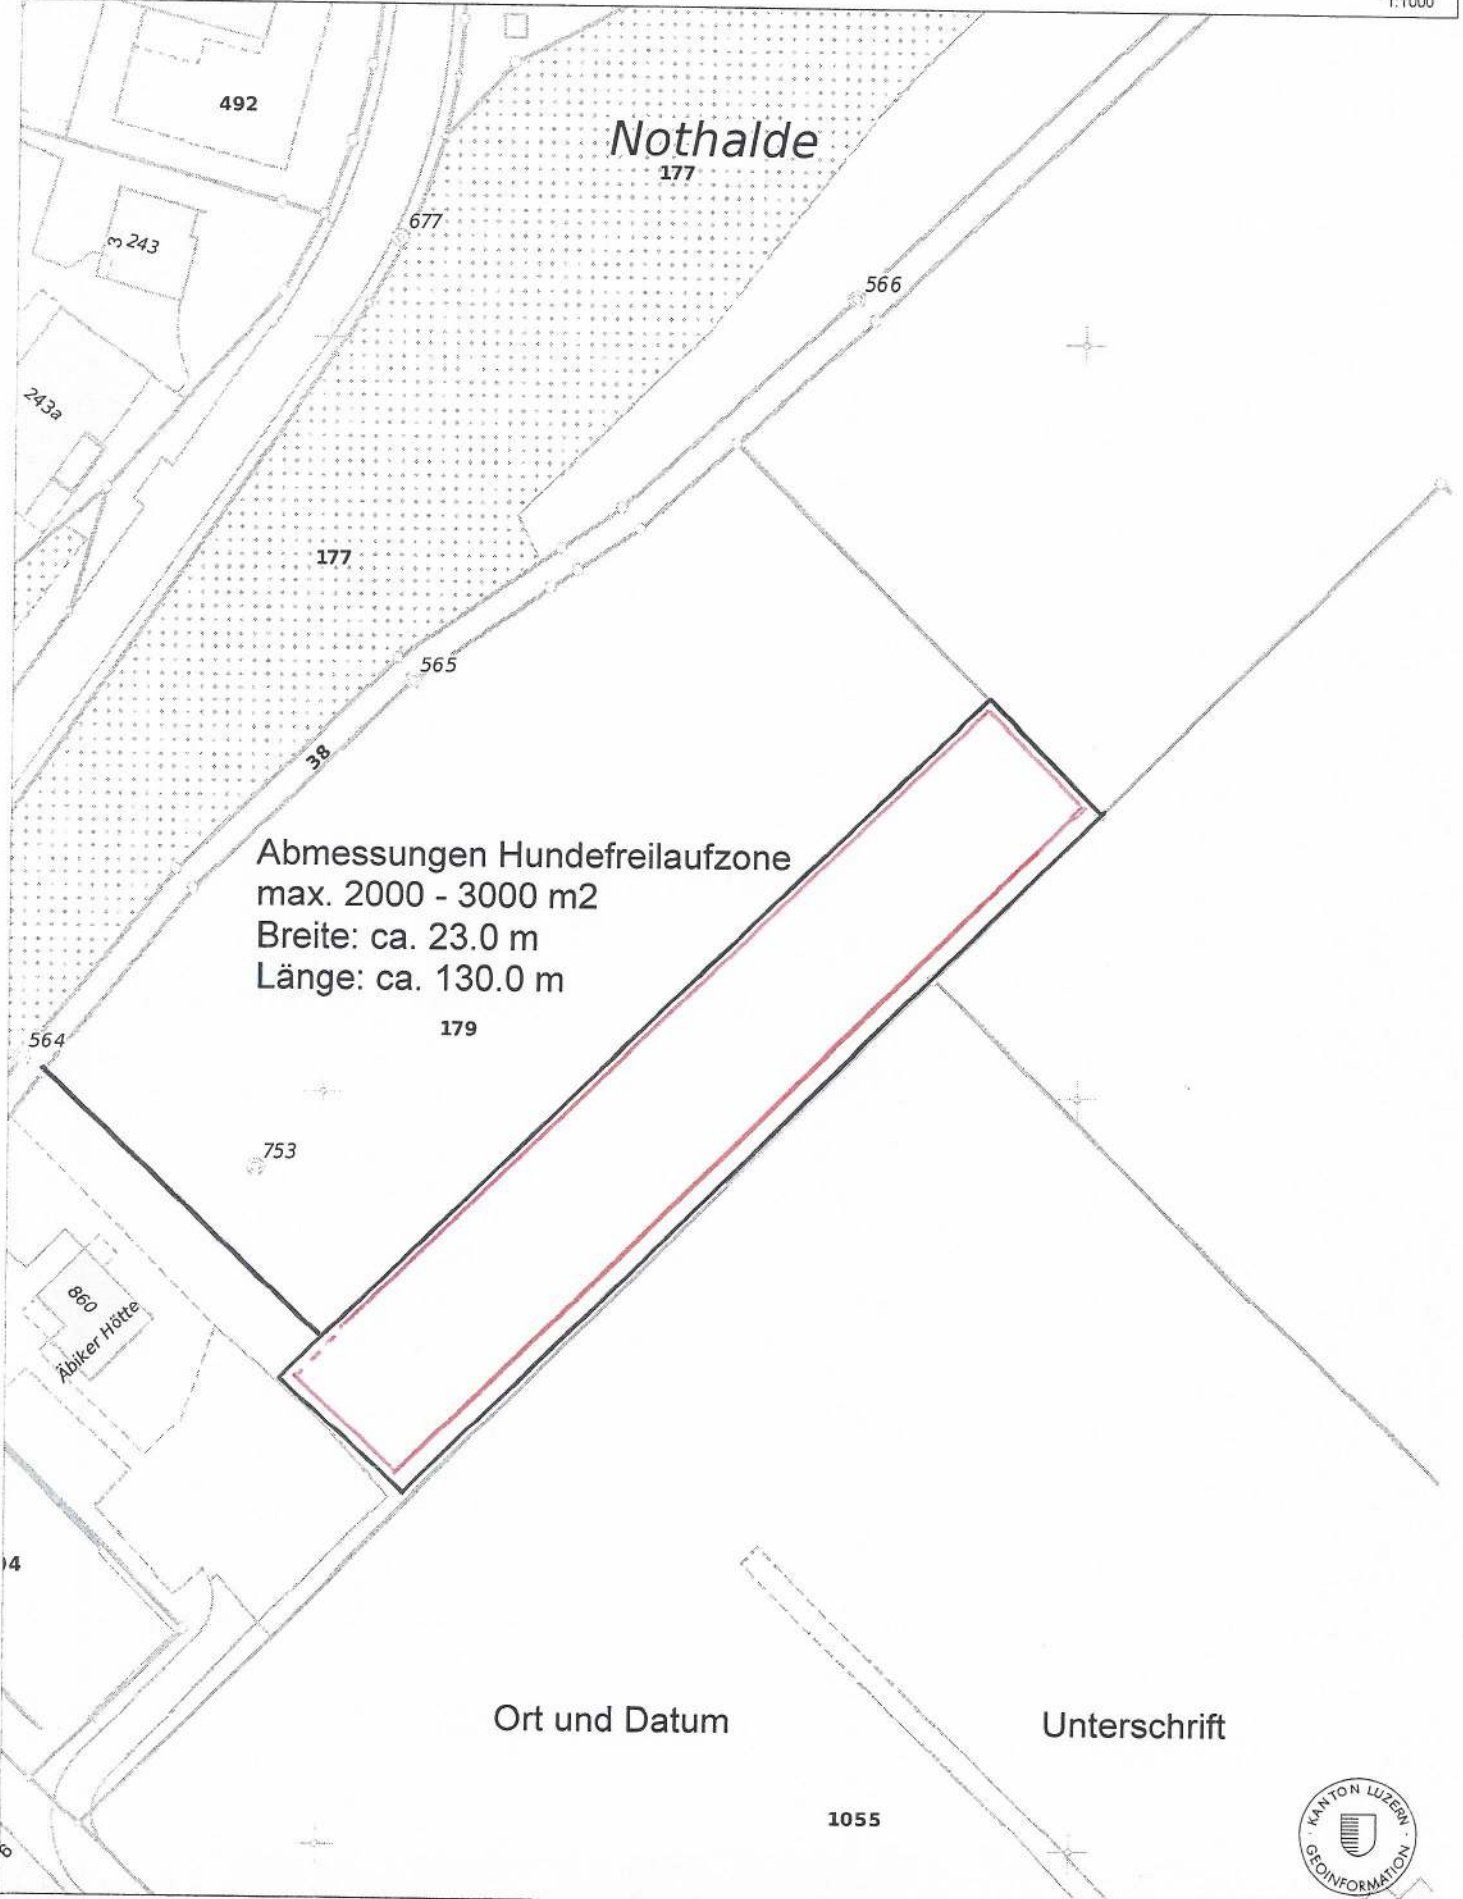 1:1000
492
Nothalde
177
677
3 243
566
243a
177
565
38
Abmessungen Hundefreilaufzone
max. 2000 - 3000 m2
Breite: ca. 23.0 m
Länge: ca. 130.0 m
179
564
753
860
Äbiker Hötte
Ort und Datum
Unterschrift
1055
KANTON LUZERN · GEOINFORMATION ·